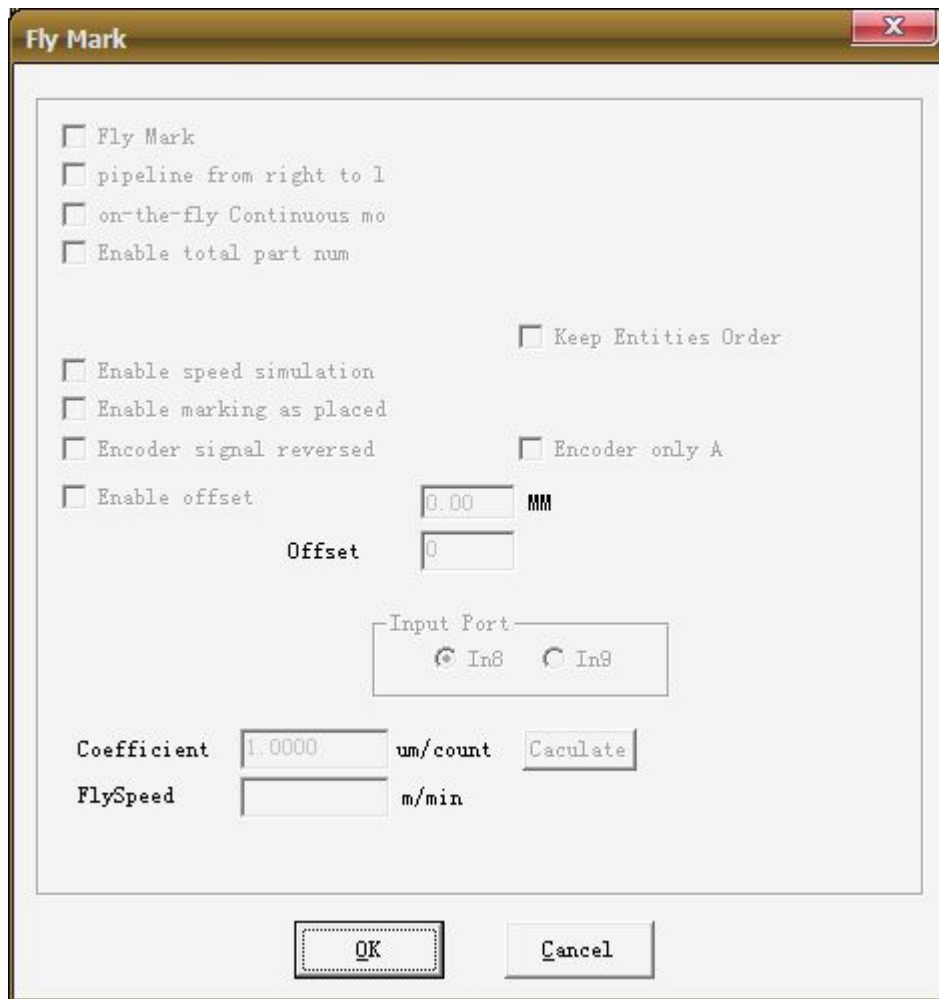 Fly Mark
Fly Mark
pipeline from right to l
on-the-fly Continuous mo
Enable total part num
Keep Entities Order
Enable speed simulation
Enable marking as placed
Encoder signal reversed
Encoder only A
Enable offset 0.00 MM
Offset 0
Input Port
In8 In9
Coefficient 1.0000 um/count Caculate
FlySpeed m/min
OK Cancel